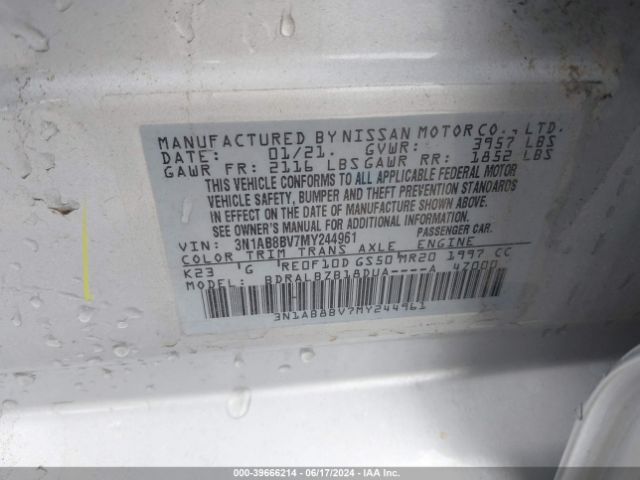 MANUFACTURED BY NISSAN MOTOR CO., LTD.
DATE: 01/21. GVWR: 3957 LBS
GAWR FR: 2116 LBS GAWR RR: 1852 LBS
THIS VEHICLE CONFORMS TO ALL APPLICABLE FEDERAL MOTOR
VEHICLE SAFETY, BUMPER AND THEFT PREVENTION STANDARDS
IN EFFECT ON THE DATE OF MANUFACTURE SHOWN ABOVE.
SEE OWNER'S MANUAL FOR ADDITIONAL INFORMATION.
VIN: 3N1AB8BV7MY244961 PASSENGER CAR.
COLOR TRIM TRANS AXLE ENGINE
K23 'G 'RE0F10D GS50 'MR20 1997 CC
MODEL: BDRALBZB18DUA----A 47000
3N1AB8BV7MY244961
000-39666214 - 06/17/2024 - IAA Inc.